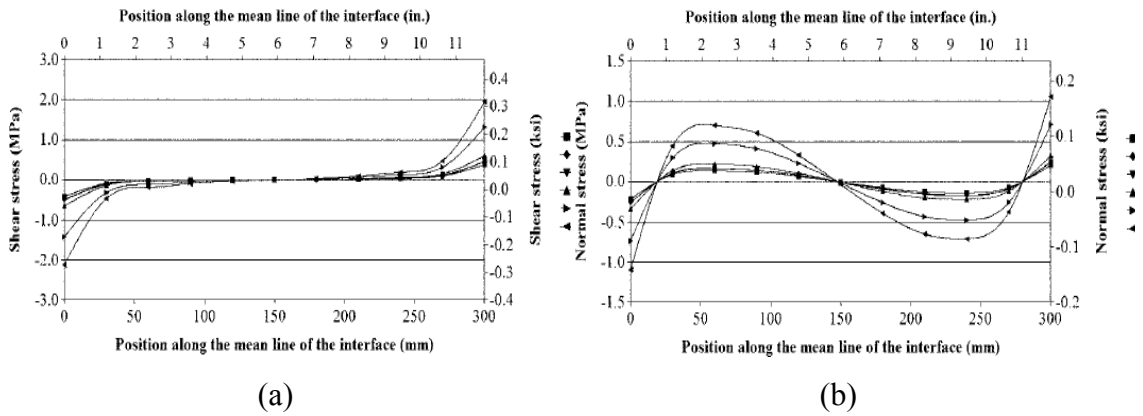 Position along the mean line of the interface (in.)
0 1 2 3 4 5 6 7 8 9 10 11
3.0
2.0
1.0
0.0
-1.0
-2.0
-3.0
Shear stress (MPa)
0.4
0.3
0.2
0.1
0.0
-0.1
-0.2
-0.3
-0.4
Shear stress (ksi)
0 50 100 150 200 250 300
Position along the mean line of the interface (mm)
(a)
Position along the mean line of the interface (in.)
0 1 2 3 4 5 6 7 8 9 10 11
1.5
1.0
0.5
0.0
-0.5
-1.0
-1.5
Normal stress (MPa)
0.2
0.1
0.0
-0.1
-0.2
Normal stress (ksi)
0 50 100 150 200 250 300
Position along the mean line of the interface (mm)
(b)